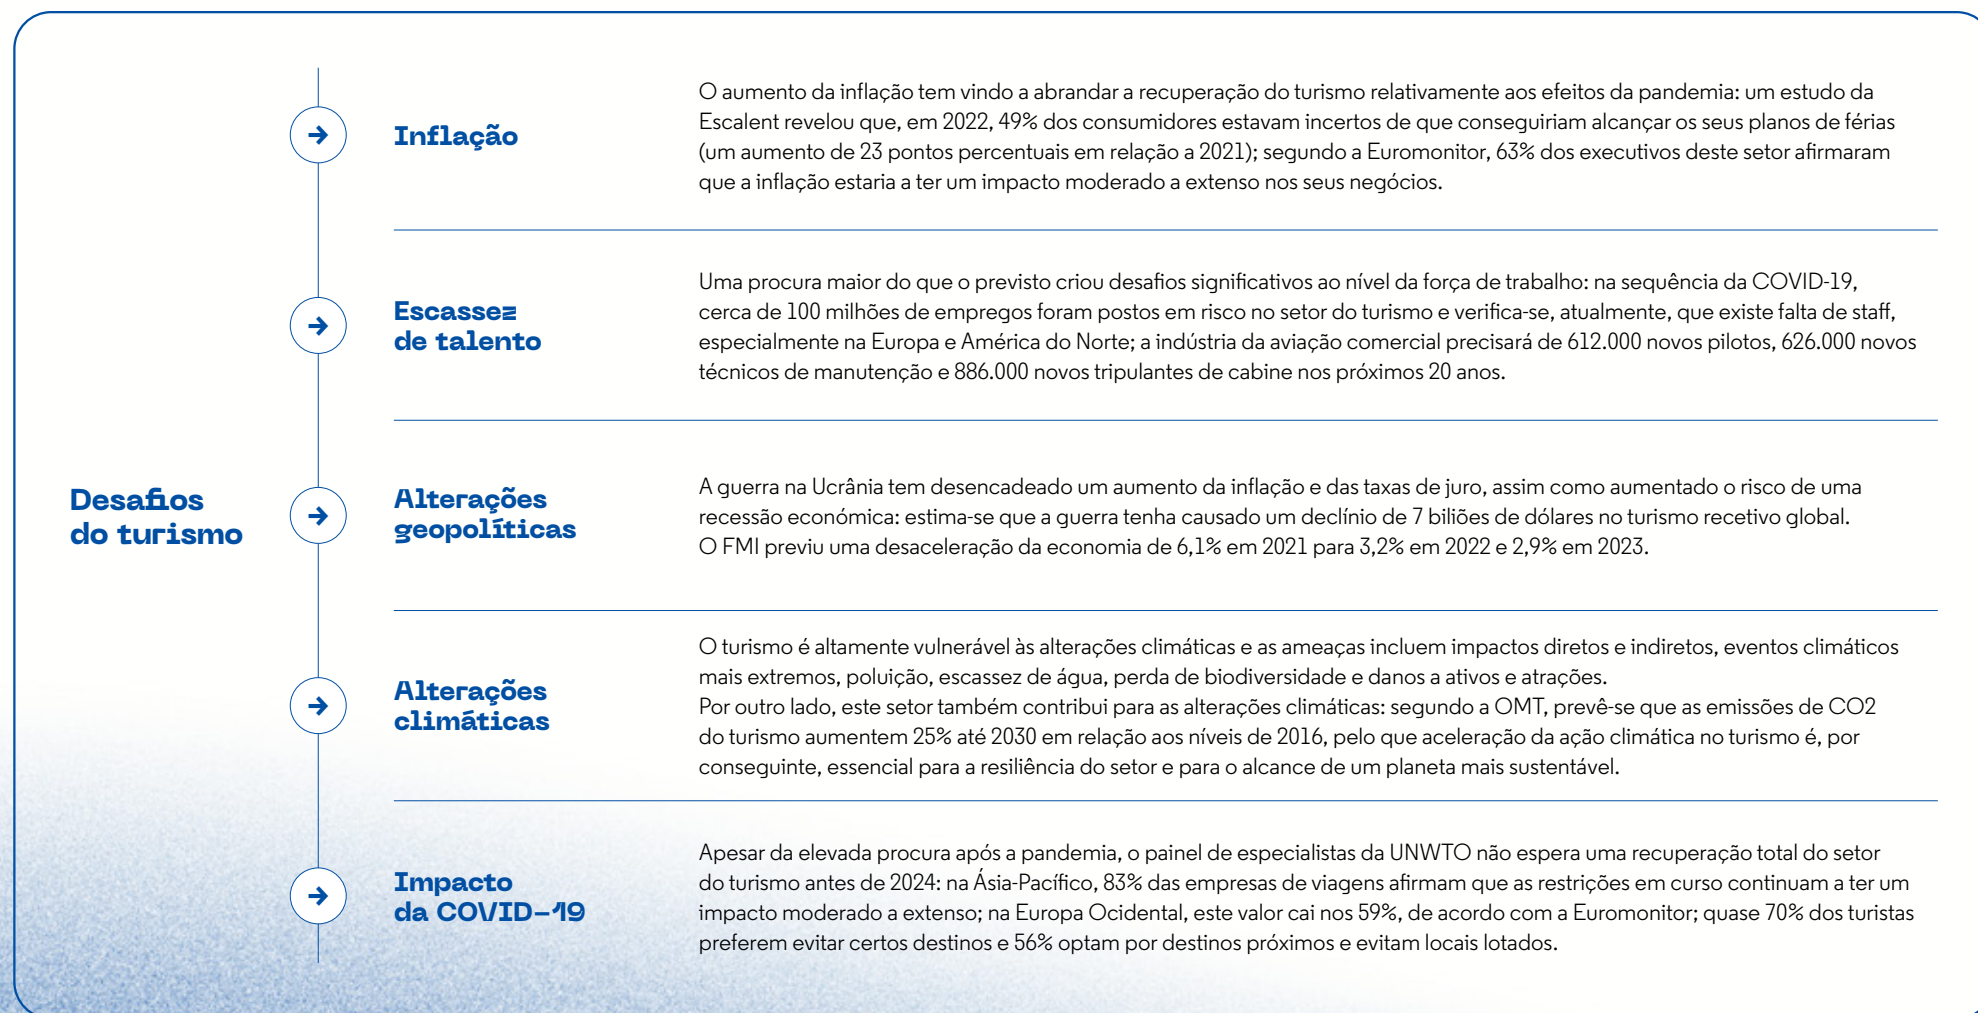 Desafios
do turismo
Inflação
O aumento da inflação tem vindo a abrandar a recuperação do turismo relativamente aos efeitos da pandemia: um estudo da
Escalent revelou que, em 2022, 49% dos consumidores estavam incertos de que conseguiriam alcançar os seus planos de férias
(um aumento de 23 pontos percentuais em relação a 2021); segundo a Euromonitor, 63% dos executivos deste setor afirmaram
que a inflação estaria a ter um impacto moderado a extenso nos seus negócios.
Escassez
de talento
Uma procura maior do que o previsto criou desafios significativos ao nível da força de trabalho: na sequência da COVID-19,
cerca de 100 milhões de empregos foram postos em risco no setor do turismo e verifica-se, atualmente, que existe falta de staff,
especialmente na Europa e América do Norte; a indústria da aviação comercial precisará de 612.000 novos pilotos, 626.000 novos
técnicos de manutenção e 886.000 novos tripulantes de cabine nos próximos 20 anos.
Alterações
geopolíticas
A guerra na Ucrânia tem desencadeado um aumento da inflação e das taxas de juro, assim como aumentado o risco de uma
recessão económica: estima-se que a guerra tenha causado um declínio de 7 biliões de dólares no turismo recetivo global.
O FMI previu uma desaceleração da economia de 6,1% em 2021 para 3,2% em 2022 e 2,9% em 2023.
Alterações
climáticas
O turismo é altamente vulnerável às alterações climáticas e as ameaças incluem impactos diretos e indiretos, eventos climáticos
mais extremos, poluição, escassez de água, perda de biodiversidade e danos a ativos e atrações.
Por outro lado, este setor também contribui para as alterações climáticas: segundo a OMT, prevê-se que as emissões de CO2
do turismo aumentem 25% até 2030 em relação aos níveis de 2016, pelo que aceleração da ação climática no turismo é, por
conseguinte, essencial para a resiliência do setor e para o alcance de um planeta mais sustentável.
Impacto
da COVID-19
Apesar da elevada procura após a pandemia, o painel de especialistas da UNWTO não espera uma recuperação total do setor
do turismo antes de 2024: na Ásia-Pacífico, 83% das empresas de viagens afirmam que as restrições em curso continuam a ter um
impacto moderado a extenso; na Europa Ocidental, este valor cai nos 59%, de acordo com a Euromonitor; quase 70% dos turistas
preferem evitar certos destinos e 56% optam por destinos próximos e evitam locais lotados.